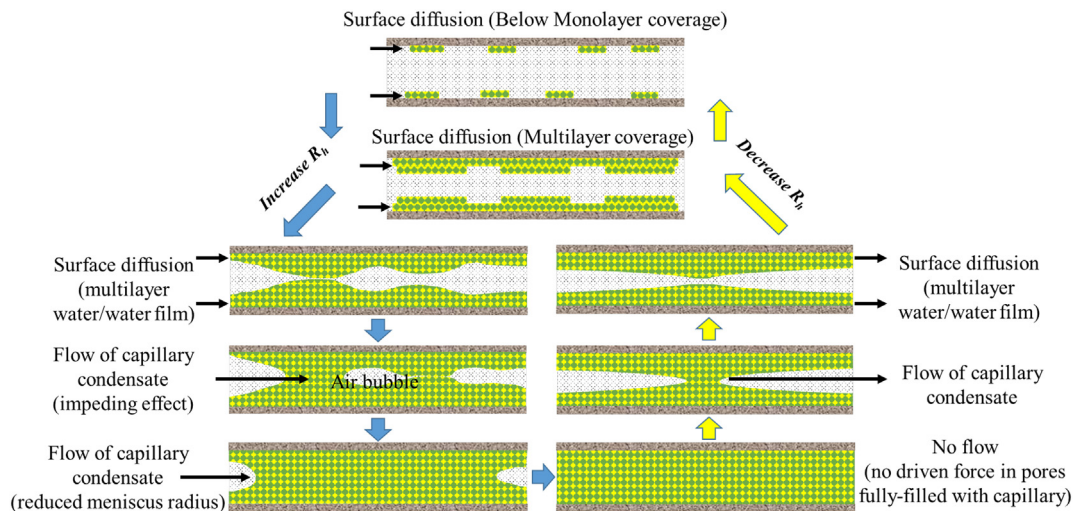 Surface diffusion (Below Monolayer coverage)
Surface diffusion (Multilayer coverage)
Increase R_h
Decrease R_h
Surface diffusion
(multilayer
water/water film)
Surface diffusion
(multilayer
water/water film)
Flow of capillary
condensate
(impeding effect)
Air bubble
Flow of capillary
condensate
Flow of capillary
condensate
(reduced meniscus radius)
No flow
(no driven force in pores
fully-filled with capillary)